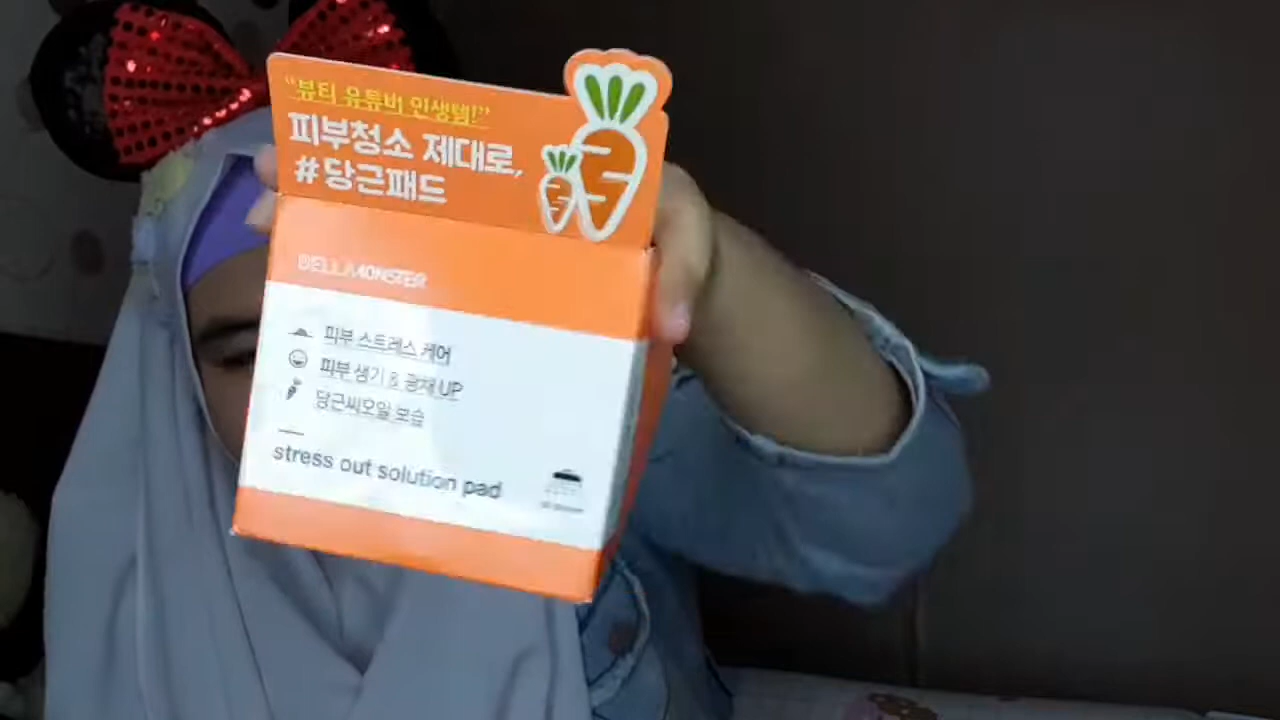 "뷰티 유튜버 인생템!"
피부청소 제대로,
#당근패드
BELLAMONSTER
피부 스트레스 케어
피부 생기 & 광채 UP
당근씨오일 보습
stress out solution pad